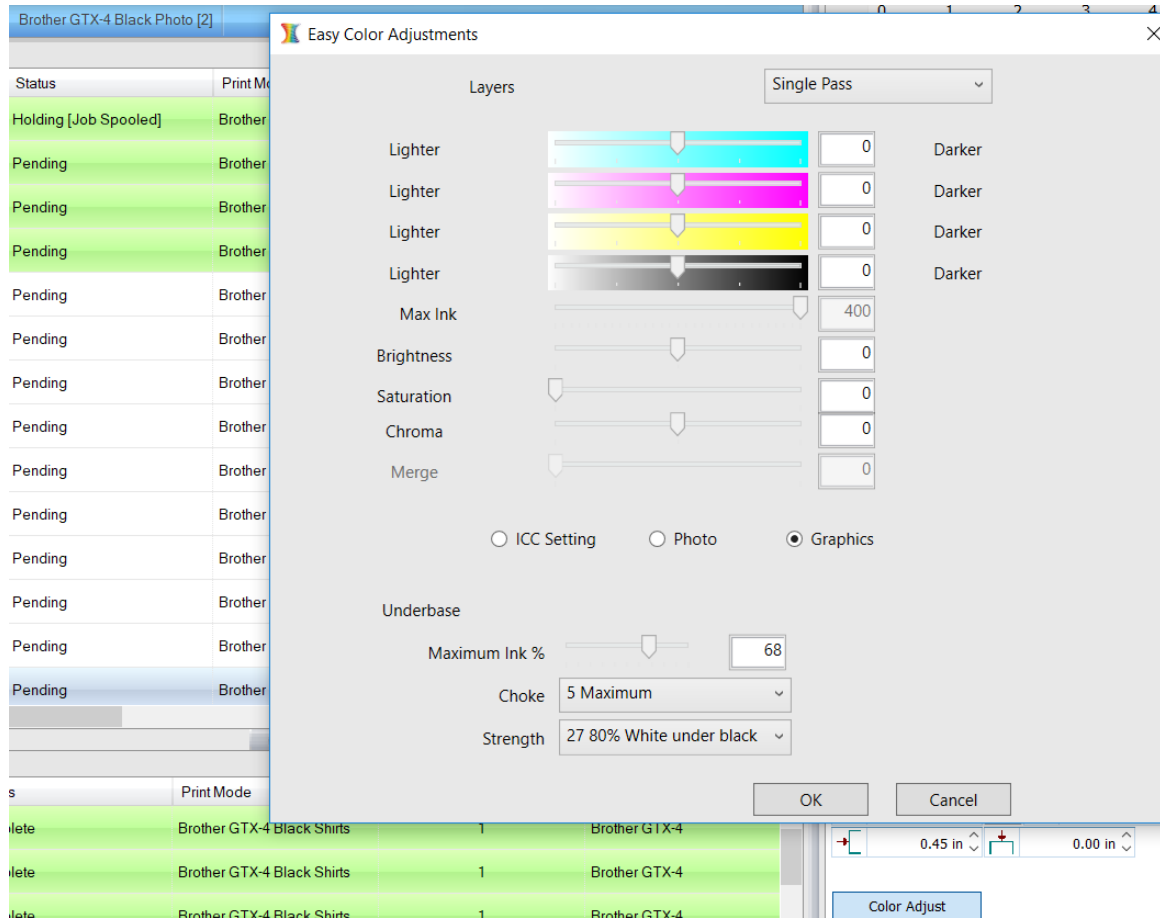 Brother GTX-4 Black Photo [2]
0 1 2 3 4
Easy Color Adjustments
Status Print Mo
Layers Single Pass
Holding [Job Spooled] Brother
Lighter 0 Darker
Pending Brother
Lighter 0 Darker
Pending Brother
Lighter 0 Darker
Pending Brother
Lighter 0 Darker
Pending Brother
Max Ink 400
Pending Brother
Brightness 0
Pending Brother
Saturation 0
Pending Brother
Chroma 0
Pending Brother
Merge 0
Pending Brother
ICC Setting Photo Graphics
Pending Brother
Pending Brother
Underbase
Pending Brother
Maximum Ink % 68
Pending Brother
Choke 5 Maximum
Strength 27 80% White under black
s Print Mode
OK Cancel
plete Brother GTX-4 Black Shirts 1 Brother GTX-4
0.45 in 0.00 in
plete Brother GTX-4 Black Shirts 1 Brother GTX-4
Color Adjust
plete Brother GTX-4 Black Shirts 1 Brother GTX-4